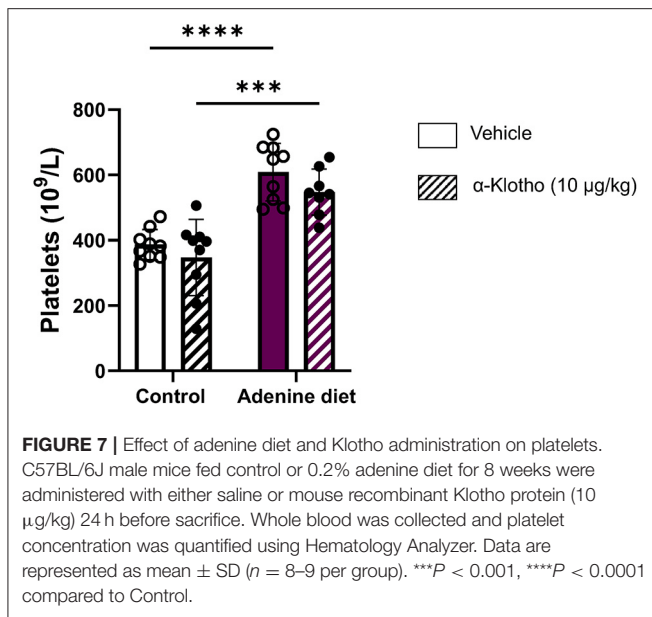 ****
***
800
600
400
200
0
Platelets (10⁹/L)
Control
Adenine diet
Vehicle
α-Klotho (10 µg/kg)
FIGURE 7 | Effect of adenine diet and Klotho administration on platelets.
C57BL/6J male mice fed control or 0.2% adenine diet for 8 weeks were
administered with either saline or mouse recombinant Klotho protein (10
µg/kg) 24 h before sacrifice. Whole blood was collected and platelet
concentration was quantified using Hematology Analyzer. Data are
represented as mean ± SD (n = 8–9 per group). ***P < 0.001, ****P < 0.0001
compared to Control.